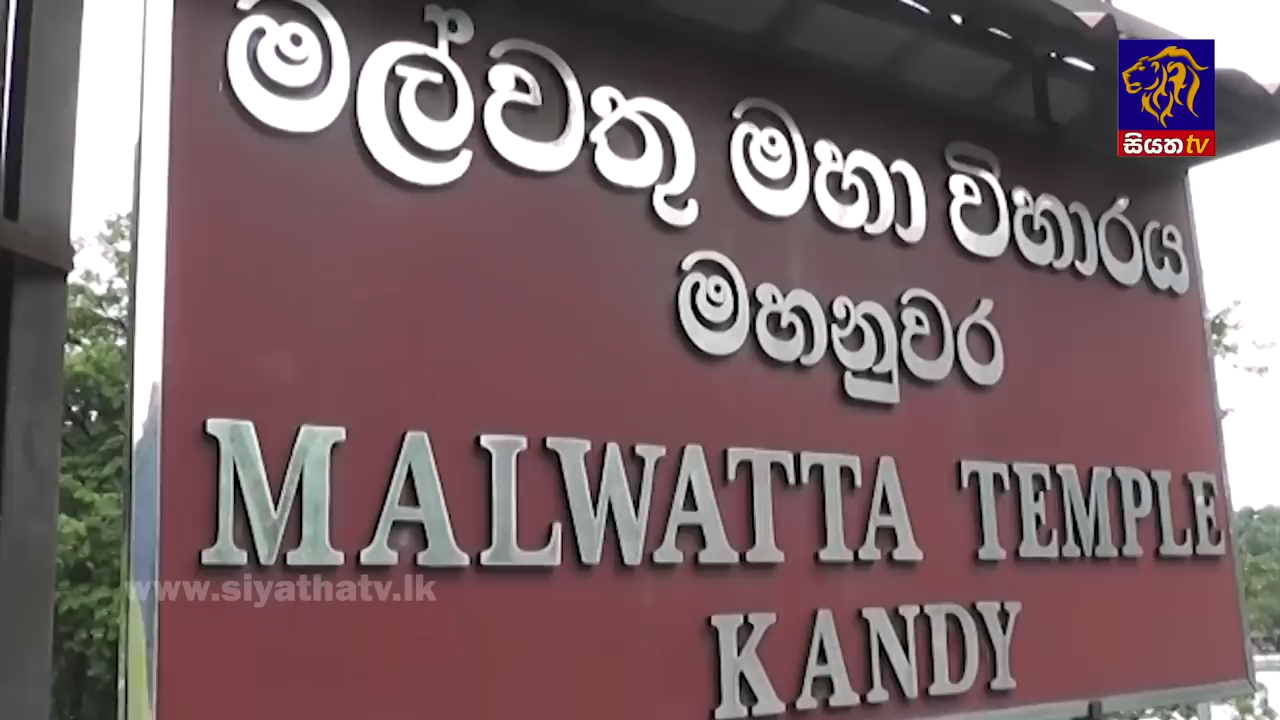 මල්වතු මහා විහාරය
මහනුවර
MALWATTA TEMPLE
KANDY
සියත tv
www.siyathatv.lk